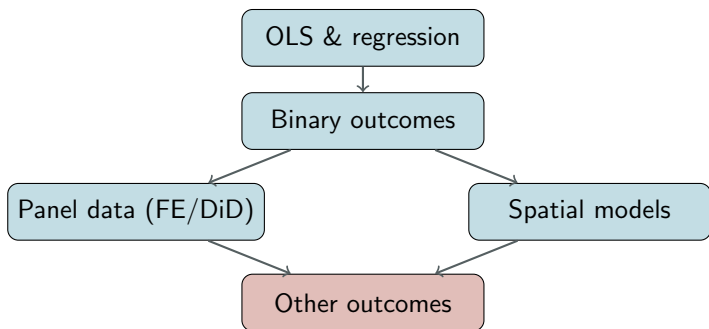 OLS & regression
Binary outcomes
Panel data (FE/DiD)
Spatial models
Other outcomes